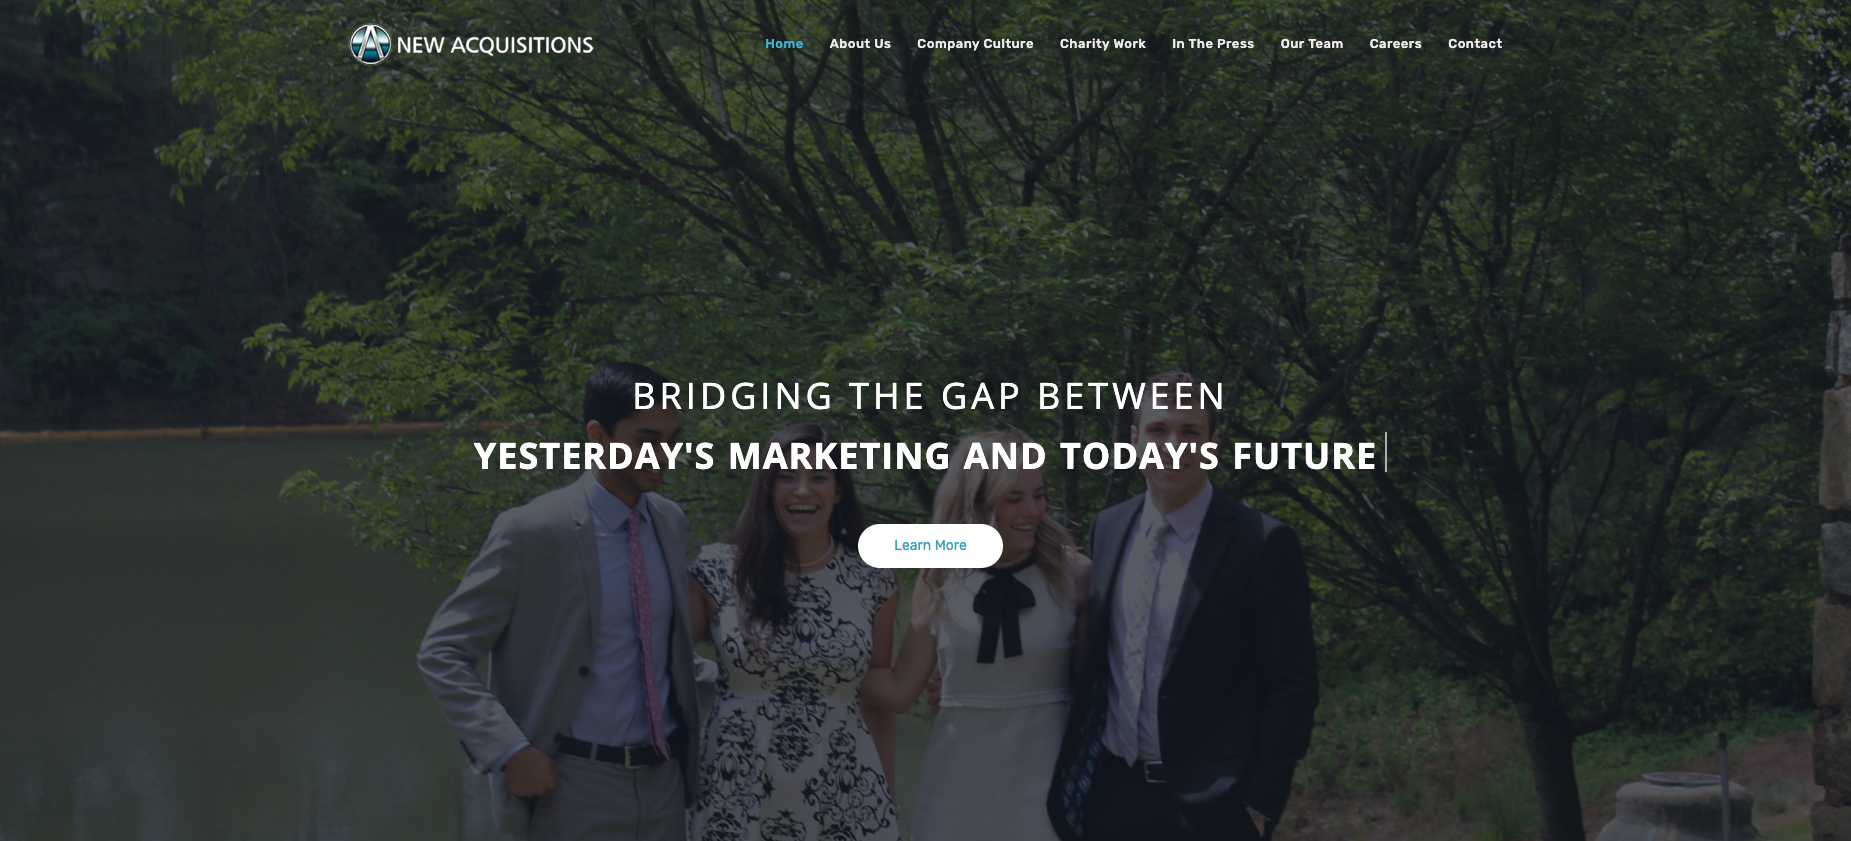 NEW ACQUISITIONS
Home About Us Company Culture Charity Work In The Press Our Team Careers Contact
BRIDGING THE GAP BETWEEN
YESTERDAY'S MARKETING AND TODAY'S FUTURE
Learn More